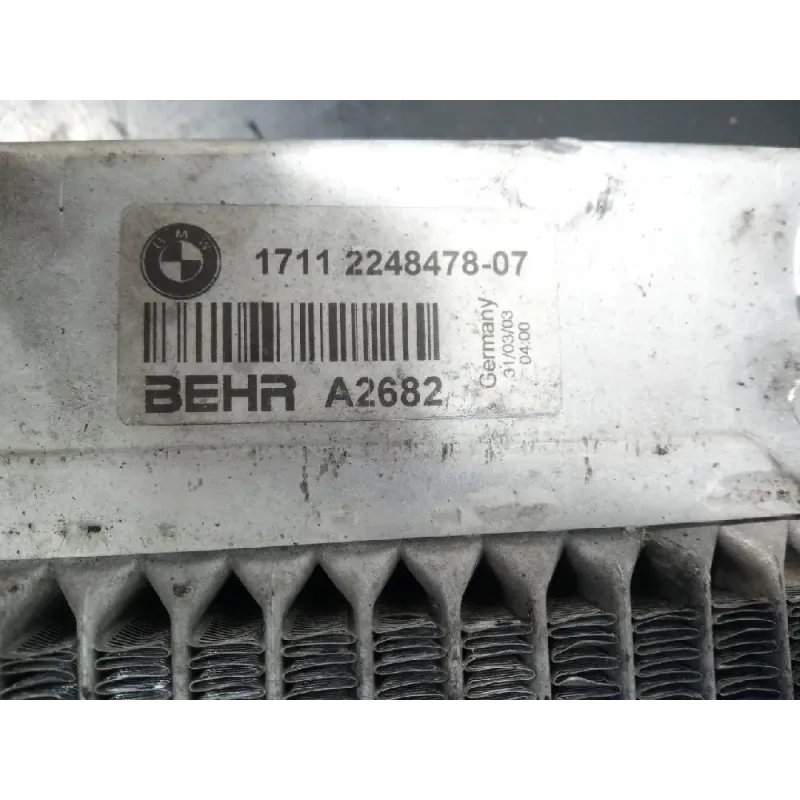 BMW
1711 2248478-07
BEHR A2682
Germany
31/03/03
04:00